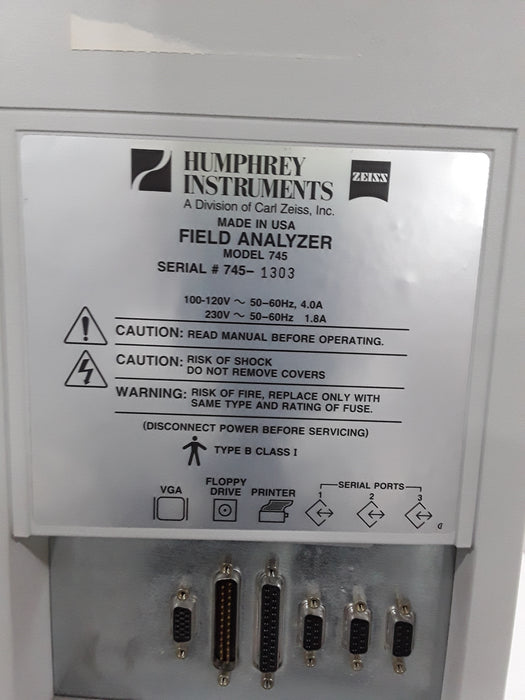 HUMPHREY
INSTRUMENTS
ZEISS
A Division of Carl Zeiss, Inc.
MADE IN USA
FIELD ANALYZER
MODEL 745
SERIAL # 745- 1303
100-120V ~ 50-60Hz, 4.0A
230V ~ 50-60Hz 1.8A
CAUTION: READ MANUAL BEFORE OPERATING.
CAUTION: RISK OF SHOCK
DO NOT REMOVE COVERS
WARNING: RISK OF FIRE, REPLACE ONLY WITH
SAME TYPE AND RATING OF FUSE.
(DISCONNECT POWER BEFORE SERVICING)
TYPE B CLASS I
VGA
FLOPPY
DRIVE
PRINTER
SERIAL PORTS
1 2 3
G